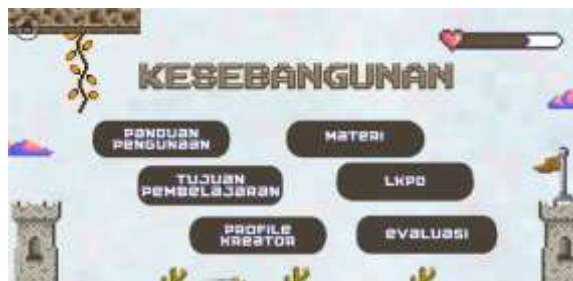 KESEBANGUNAN
PANDUAN
PENGUNAAN
MATERI
TUJUAN
PEMBELAJARAN
LKPD
PROFILE
KREATOR
EVALUASI